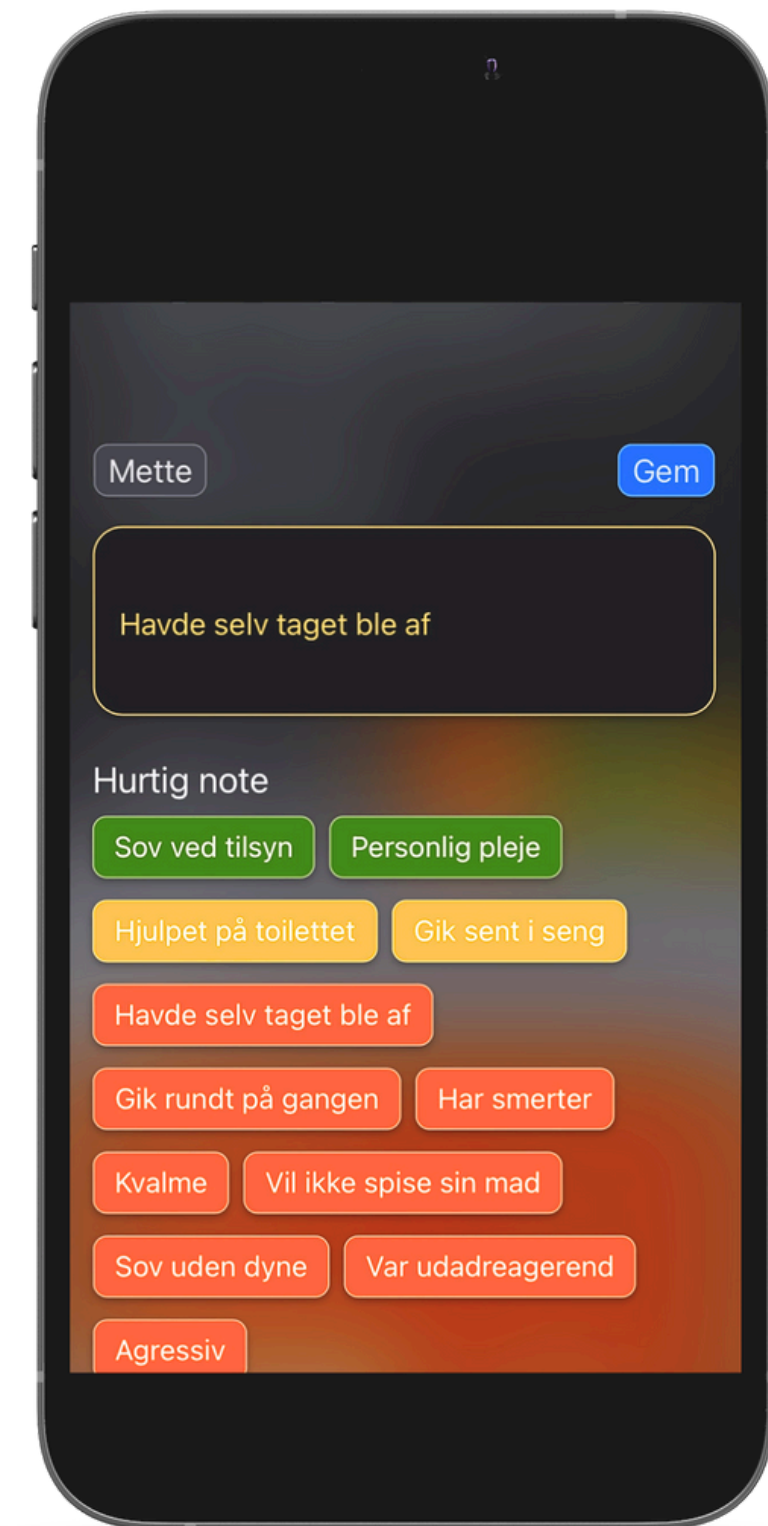 Mette Gem
Havde selv taget ble af
Hurtig note
Sov ved tilsyn Personlig pleje
Hjulpet på toilettet Gik sent i seng
Havde selv taget ble af
Gik rundt på gangen Har smerter
Kvalme Vil ikke spise sin mad
Sov uden dyne Var udadreagerend
Agressiv